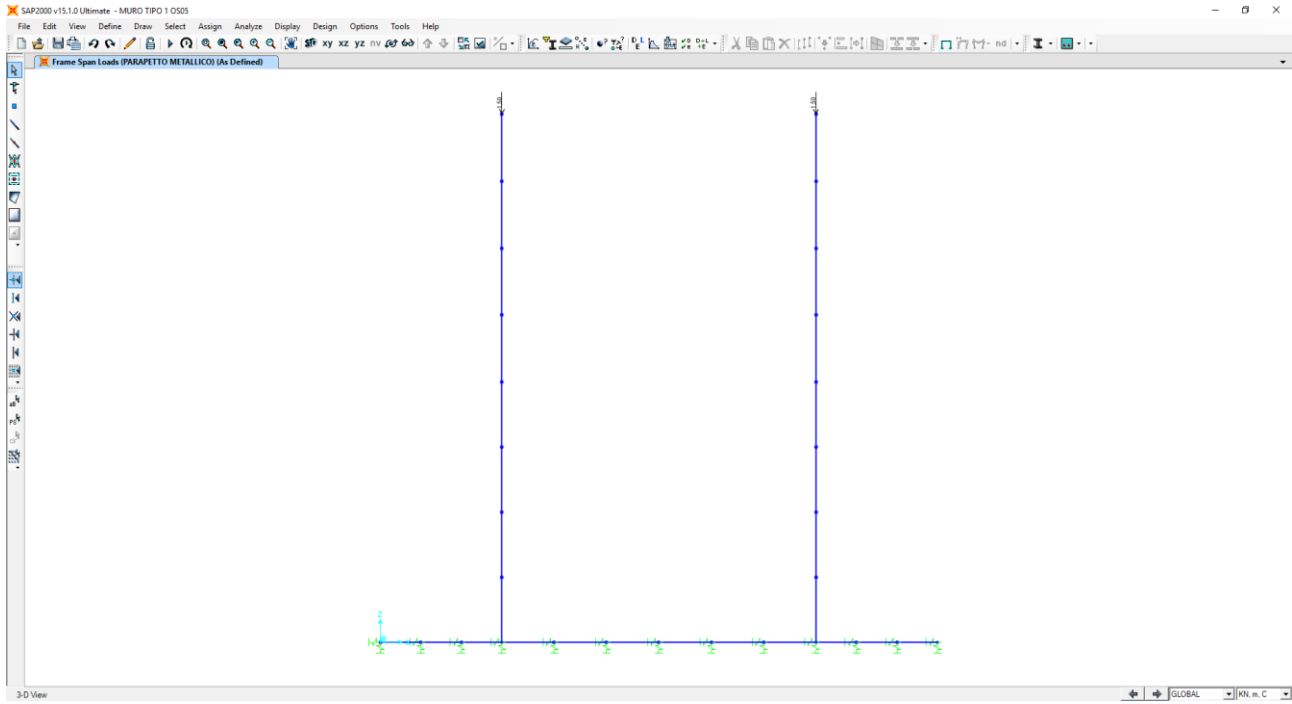 SAP2000 v15.1.0 Ultimate - MURO TIPO 1 OS05
File Edit View Define Draw Select Assign Analyze Display Design Options Tools Help
xy xz yz nv nd
Frame Span Loads (PARAPETTO METALLICO) (As Defined)
1.50 1.50
Z
3-D View GLOBAL KN, m, C